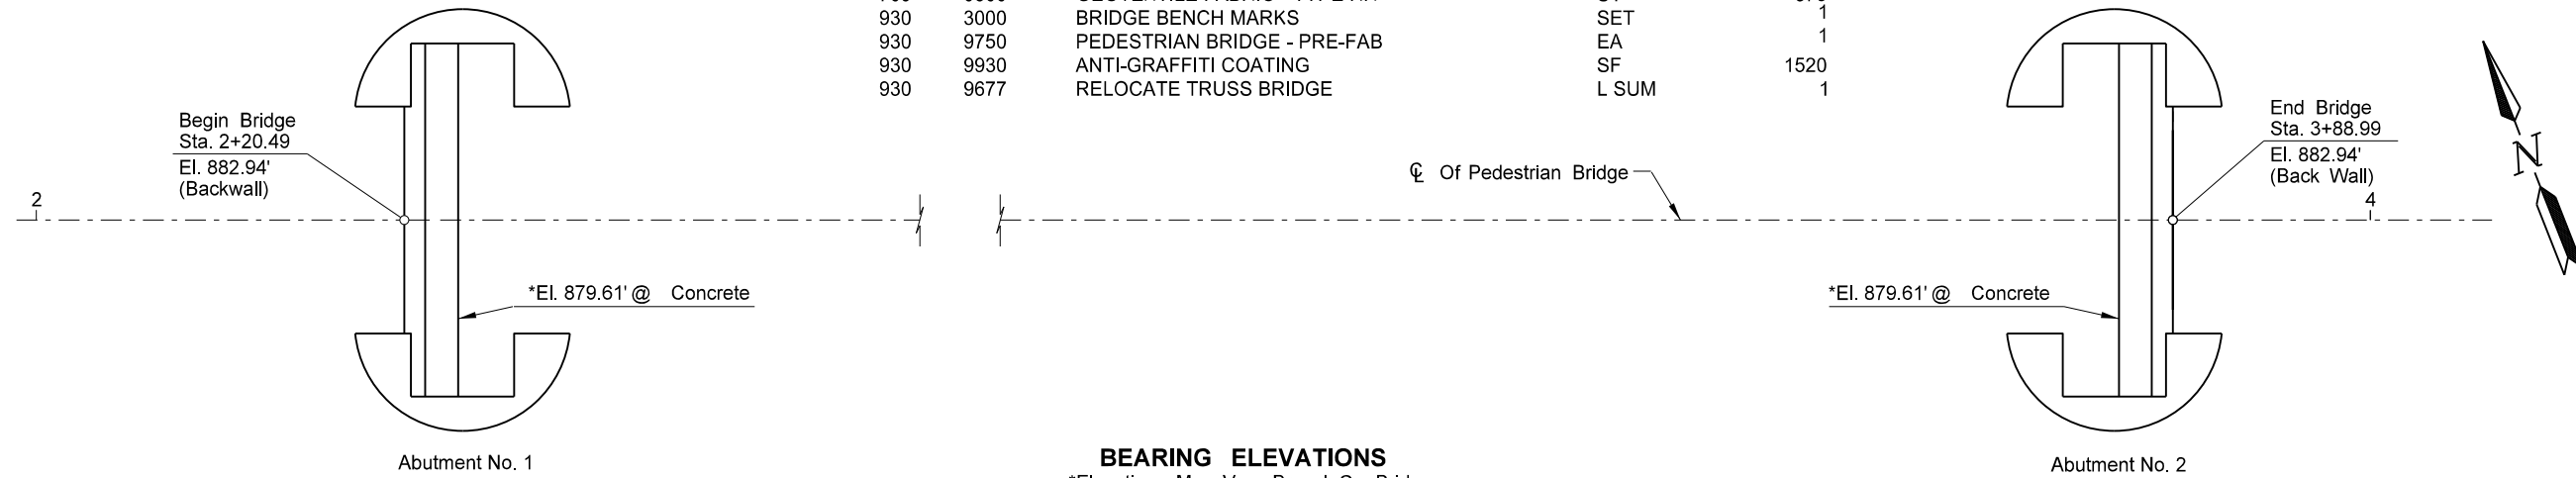 930 3000 BRIDGE BENCH MARKS SET 1
930 9750 PEDESTRIAN BRIDGE - PRE-FAB EA 1
930 9930 ANTI-GRAFFITI COATING SF 1520
930 9677 RELOCATE TRUSS BRIDGE L SUM 1
Begin Bridge
Sta. 2+20.49
El. 882.94'
(Backwall)
2
℄ Of Pedestrian Bridge
End Bridge
Sta. 3+88.99
El. 882.94'
(Back Wall)
4
N
*El. 879.61' @ Concrete
*El. 879.61' @ Concrete
Abutment No. 1
BEARING ELEVATIONS
Abutment No. 2